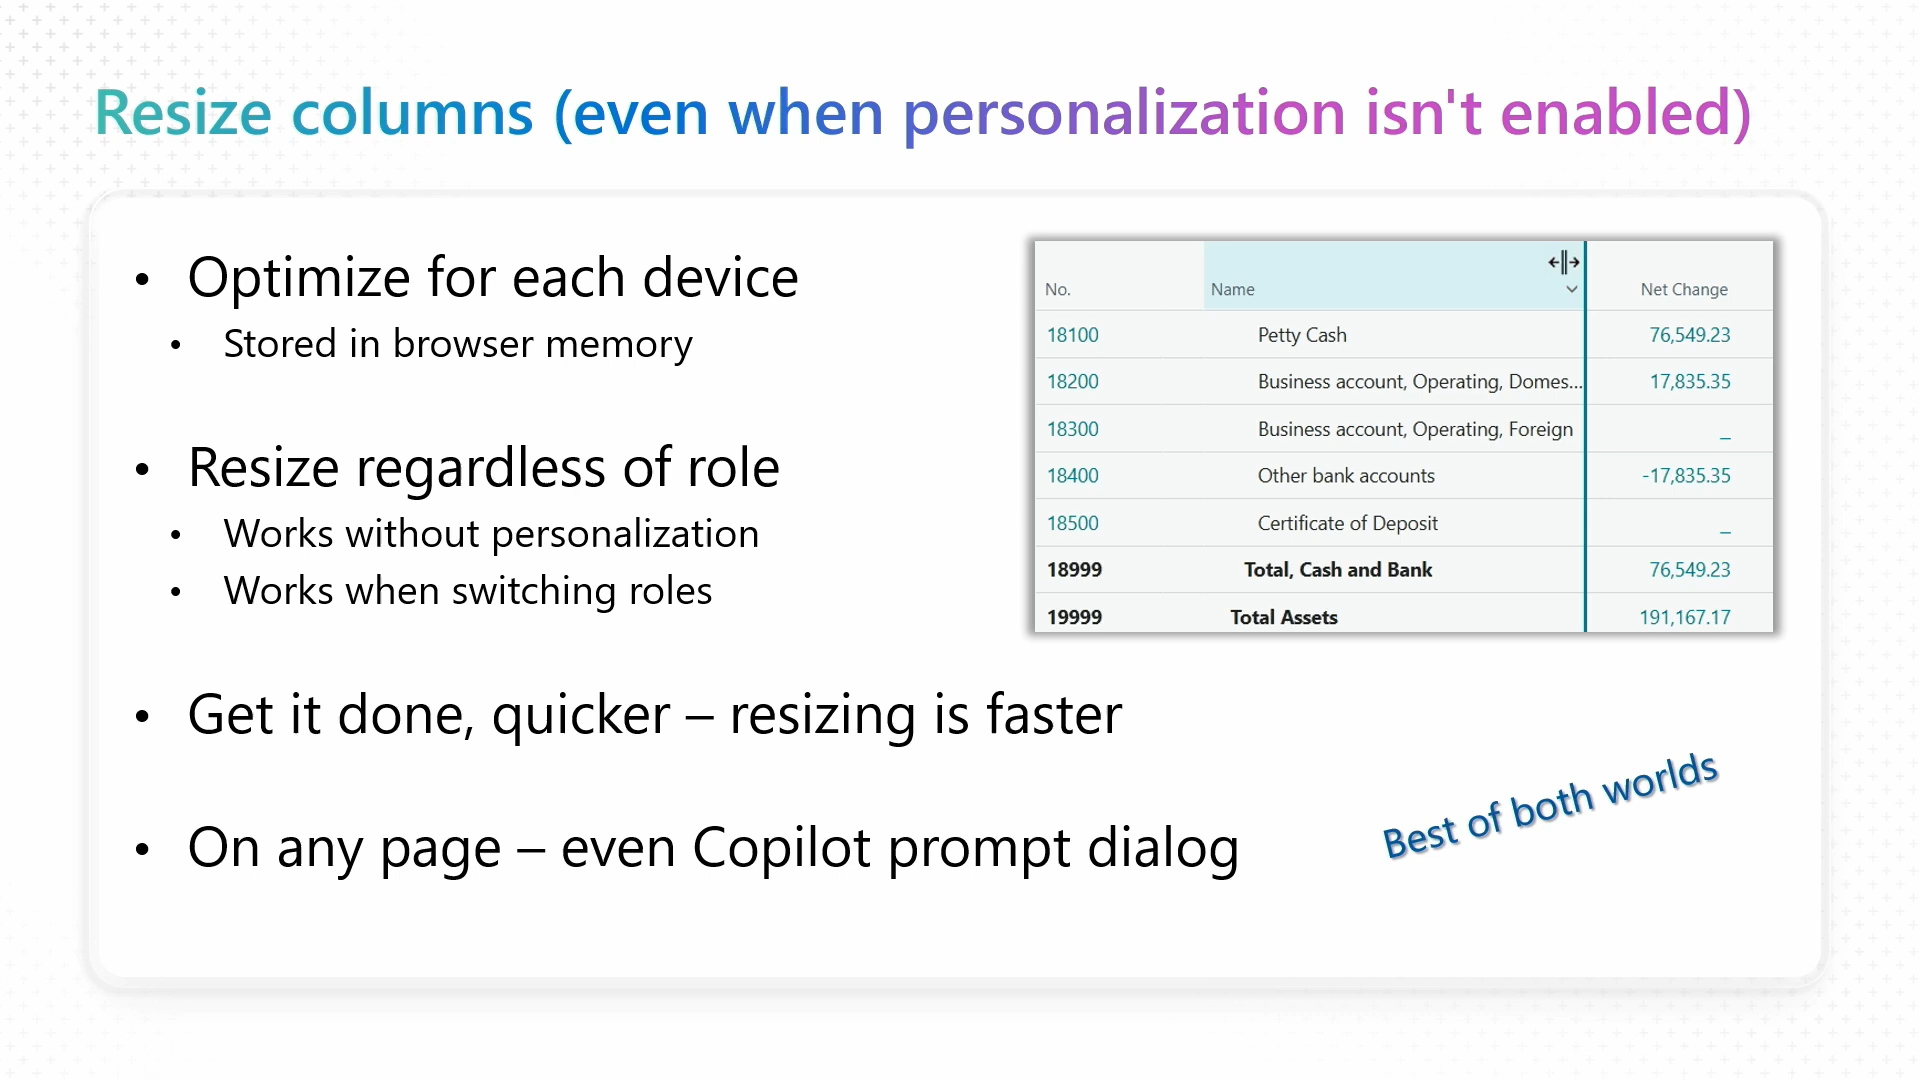 Resize columns (even when personalization isn't enabled)
• Optimize for each device
• Stored in browser memory
• Resize regardless of role
• Works without personalization
• Works when switching roles
• Get it done, quicker – resizing is faster
• On any page – even Copilot prompt dialog
No. Name Net Change
18100 Petty Cash 76,549.23
18200 Business account, Operating, Domes... 17,835.35
18300 Business account, Operating, Foreign _
18400 Other bank accounts -17,835.35
18500 Certificate of Deposit _
18999 Total, Cash and Bank 76,549.23
19999 Total Assets 191,167.17
Best of both worlds